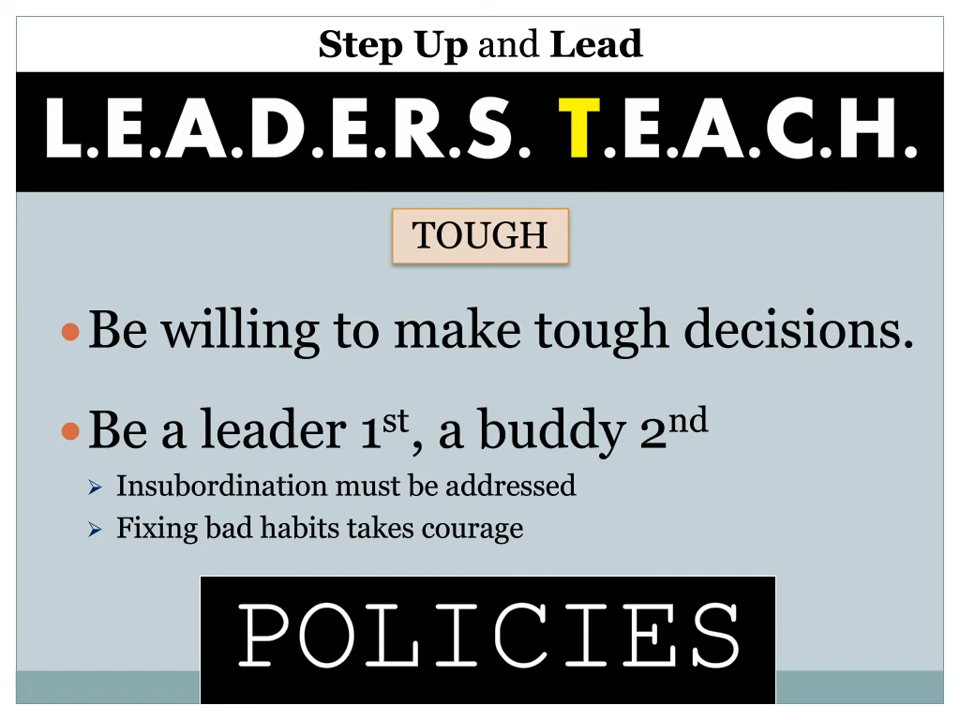 Step Up and Lead
L.E.A.D.E.R.S. T.E.A.C.H.
TOUGH
• Be willing to make tough decisions.
• Be a leader 1st, a buddy 2nd
➢ Insubordination must be addressed
➢ Fixing bad habits takes courage
POLICIES